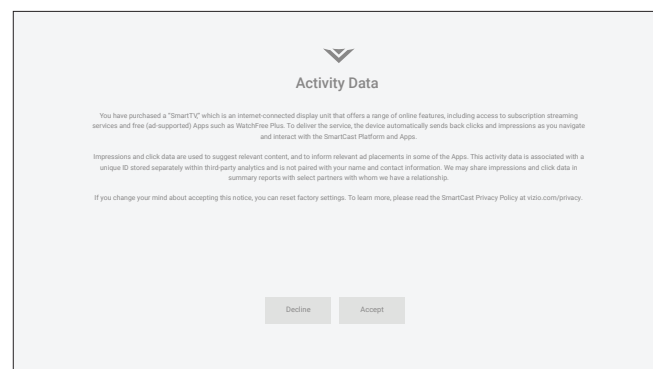 Activity Data
You have purchased a "SmartTV," which is an internet-connected display unit that offers a range of online features, including access to subscription streaming
services and free (ad-supported) Apps such as WatchFree Plus. To deliver the service, the device automatically sends back clicks and impressions as you navigate
and interact with the SmartCast Platform and Apps.
Impressions and click data are used to suggest relevant content, and to inform relevant ad placements in some of the Apps. This activity data is associated with a
unique ID stored separately within third-party analytics and is not paired with your name and contact information. We may share impressions and click data in
summary reports with select partners with whom we have a relationship.
If you change your mind about accepting this notice, you can reset factory settings. To learn more, please read the SmartCast Privacy Policy at vizio.com/privacy.
Decline Accept